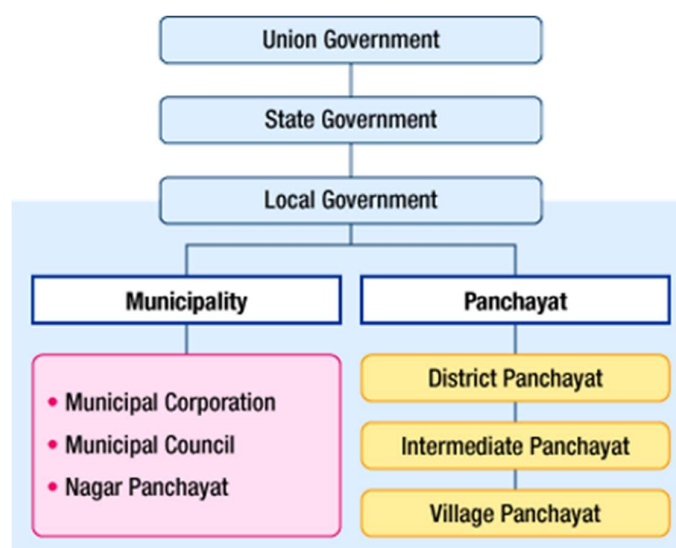 Union Government
State Government
Local Government
Municipality
Panchayat
• Municipal Corporation
• Municipal Council
• Nagar Panchayat
District Panchayat
Intermediate Panchayat
Village Panchayat